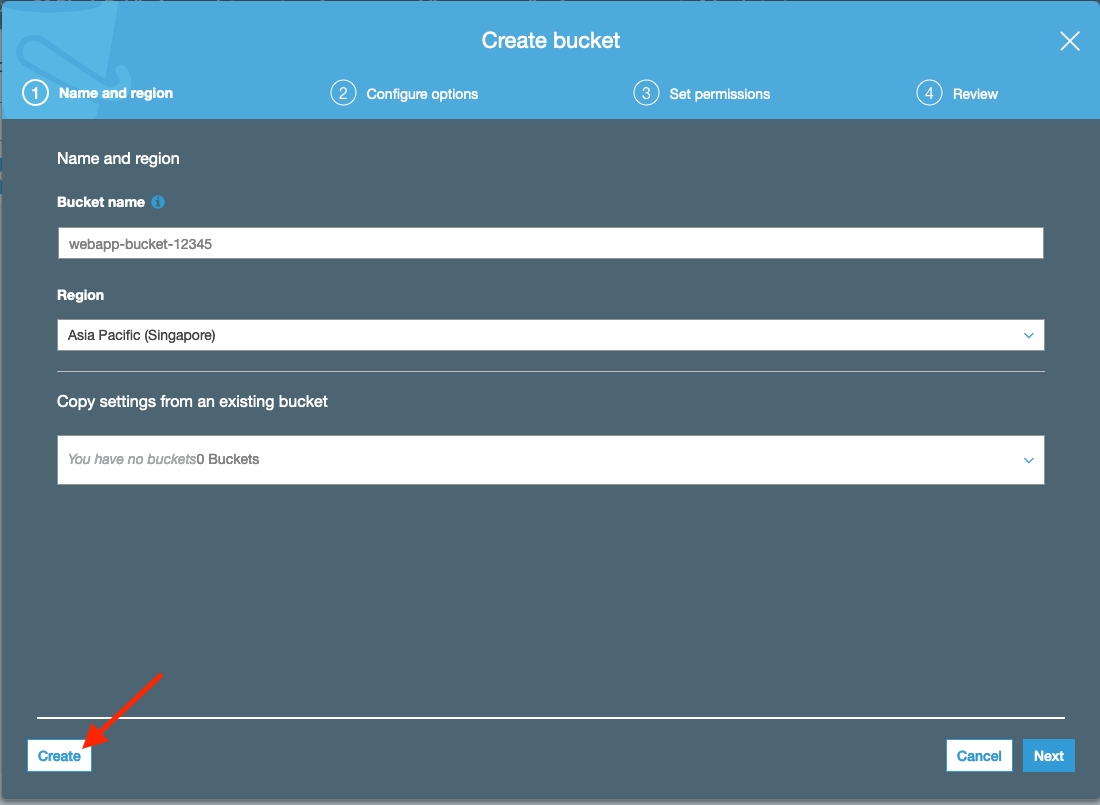 Create bucket
1 Name and region
2 Configure options
3 Set permissions
4 Review
Name and region
Bucket name
webapp-bucket-12345
Region
Asia Pacific (Singapore)
Copy settings from an existing bucket
You have no buckets0 Buckets
Create
Cancel
Next